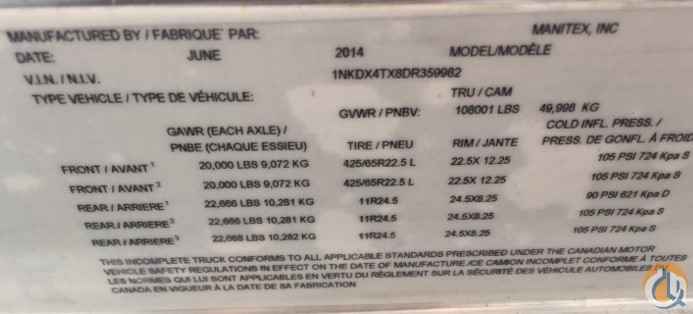 MANUFACTURED BY / FABRIQUÉ PAR: MANITEX, INC
DATE: JUNE 2014 MODEL/MODÈLE
V.I.N. / N.I.V. 1NKDX4TX8DR359982
TYPE VEHICLE / TYPE DE VÉHICULE: TRU / CAM
GVWR / PNBV: 108001 LBS 49,998 KG
GAWR (EACH AXLE) / COLD INFL. PRESS. /
PNBE (CHAQUE ESSIEU) TIRE / PNEU RIM / JANTE PRESS. DE GONFL. À FROID
FRONT / AVANT ¹ 20,000 LBS 9,072 KG 425/65R22.5 L 22.5X 12.25 105 PSI 724 Kpa S
FRONT / AVANT ² 20,000 LBS 9,072 KG 425/65R22.5 L 22.5X 12.25 105 PSI 724 Kpa S
REAR / ARRIERE ¹ 22,666 LBS 10,281 KG 11R24.5 24.5X8.25 90 PSI 621 Kpa D
REAR / ARRIERE ² 22,666 LBS 10,281 KG 11R24.5 24.5X8.25 105 PSI 724 Kpa S
REAR / ARRIERE ³ 22,668 LBS 10,282 KG 11R24.5 24.5X8.25 105 PSI 724 Kpa S
THIS INCOMPLETE TRUCK CONFORMS TO ALL APPLICABLE STANDARDS PRESCRIBED UNDER THE CANADIAN MOTOR
VEHICLE SAFETY REGULATIONS IN EFFECT ON THE DATE OF MANUFACTURE./CE CAMION INCOMPLET CONFORME À TOUTES
LES NORMES QUI LUI SONT APPLICABLES EN VERTU DU RÈGLEMENT SUR LA SÉCURITÉ DES VÉHICULE AUTOMOBILES
CANADA EN VIGUEUR À LA DATE DE SA FABRICATION